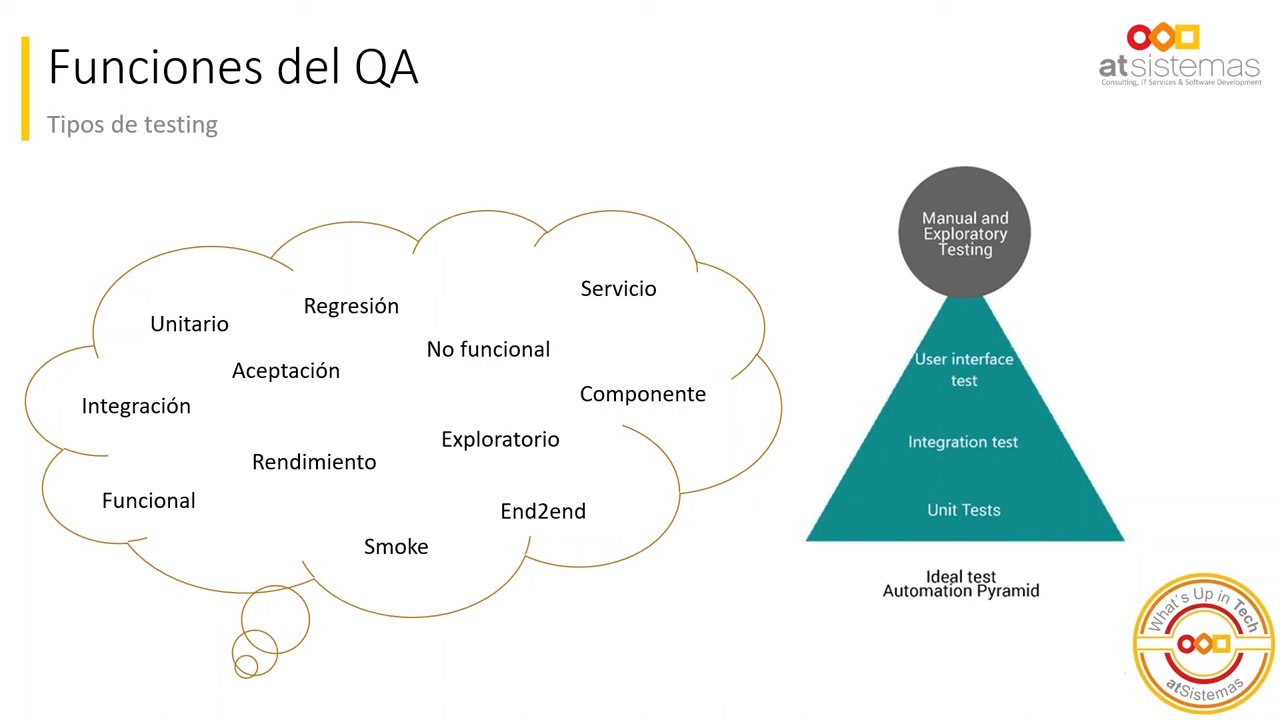 Funciones del QA
Tipos de testing
atsistemas
Consulting, IT Services & Software Development
Servicio
Regresión
Unitario
No funcional
Aceptación
Componente
Integración
Exploratorio
Rendimiento
Funcional
End2end
Smoke
Manual and
Exploratory
Testing
User interface
test
Integration test
Unit Tests
Ideal test
Automation Pyramid
What´s Up in Tech
atSistemas